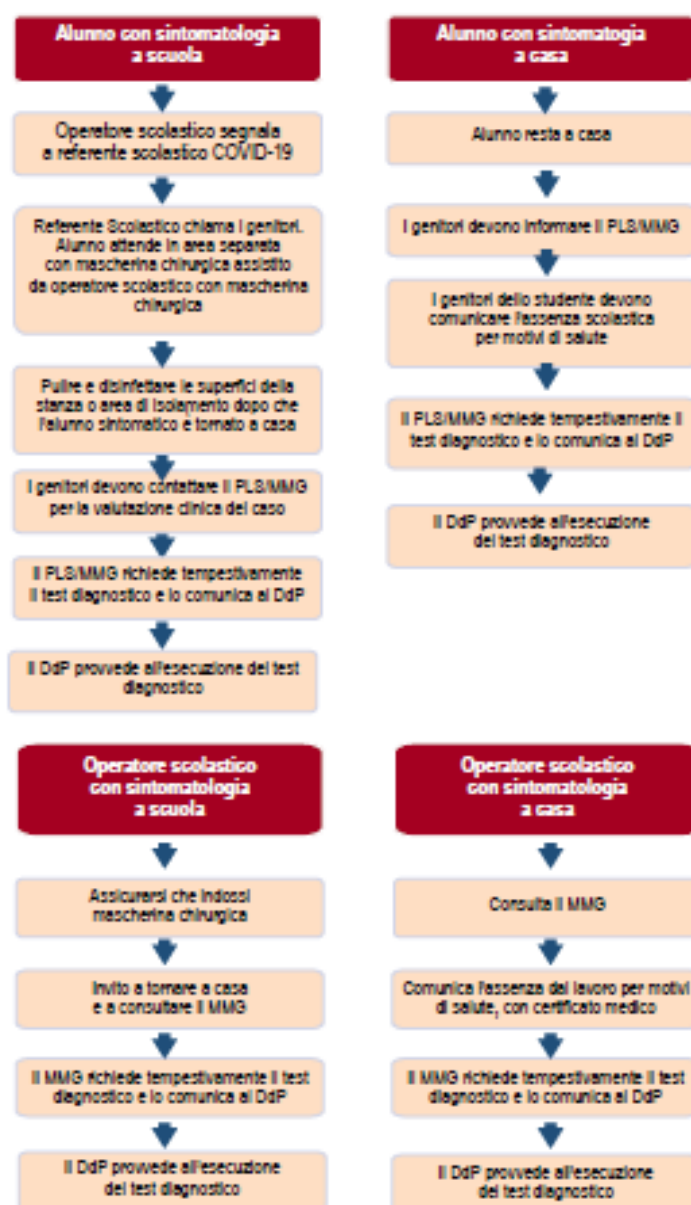 Alunno con sintomatologia
a scuola
Operatore scolastico segnala
a referente scolastico COVID-19
Referente Scolastico chiama i genitori.
Alunno attende in area separata
con mascherina chirurgica assistito
da operatore scolastico con mascherina
chirurgica
Pulire e disinfettare le superfici della
stanza o area di isolamento dopo che
l'alunno sintomatico è tornato a casa
I genitori devono contattare il PLS/MMG
per la valutazione clinica del caso
Il PLS/MMG richiede tempestivamente
il test diagnostico e lo comunica al DdP
Il DdP provvede all'esecuzione del test
diagnostico
Alunno con sintomatogia
a casa
Alunno resta a casa
I genitori devono informare il PLS/MMG
I genitori dello studente devono
comunicare l'assenza scolastica
per motivi di salute
Il PLS/MMG richiede tempestivamente il
test diagnostico e lo comunica al DdP
Il DdP provvede all'esecuzione
del test diagnostico
Operatore scolastico
con sintomatologia
a scuola
Assicurarsi che indossi
mascherina chirurgica
Invito a tornare a casa
e a consultare il MMG
Il MMG richiede tempestivamente il test
diagnostico e lo comunica al DdP
Il DdP provvede all'esecuzione
del test diagnostico
Operatore scolastico
con sintomatologia
a casa
Consulta il MMG
Comunica l'assenza dal lavoro per motivi
di salute, con certificato medico
Il MMG richiede tempestivamente il test
diagnostico e lo comunica al DdP
Il DdP provvede all'esecuzione
del test diagnostico